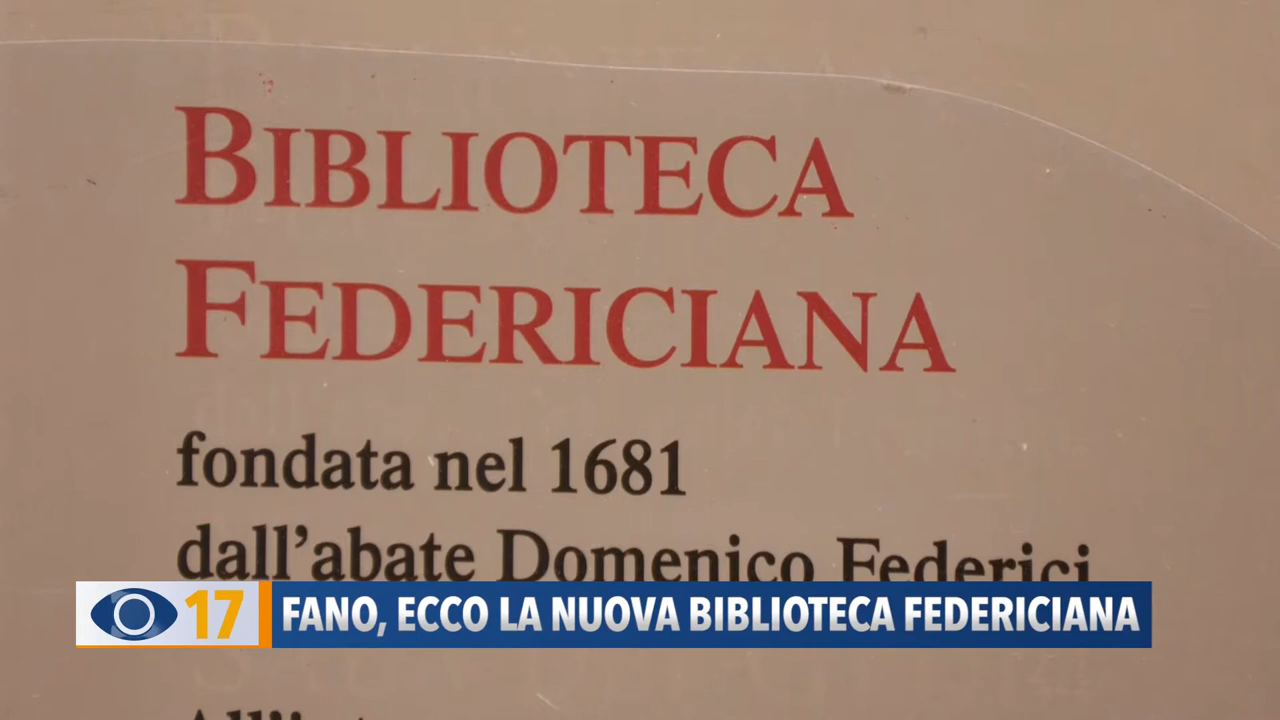 BIBLIOTECA
FEDERICIANA
fondata nel 1681
dall'abate Domenico Federici
17 FANO, ECCO LA NUOVA BIBLIOTECA FEDERICIANA